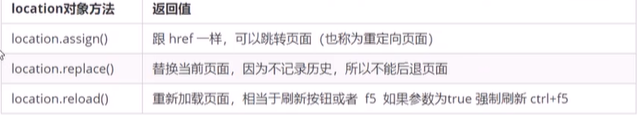 location对象方法 返回值
location.assign() 跟 href 一样，可以跳转页面（也称为重定向页面）
location.replace() 替换当前页面，因为不记录历史，所以不能后退页面
location.reload() 重新加载页面，相当于刷新按钮或者 f5 如果参数为true 强制刷新 ctrl+f5